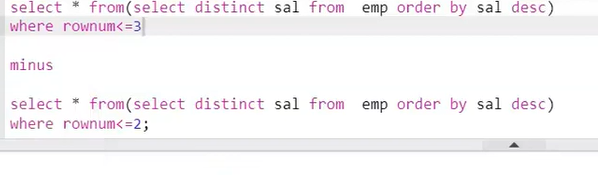 select * from(select distinct sal from  emp order by sal desc)
where rownum<=3
minus
select * from(select distinct sal from  emp order by sal desc)
where rownum<=2;